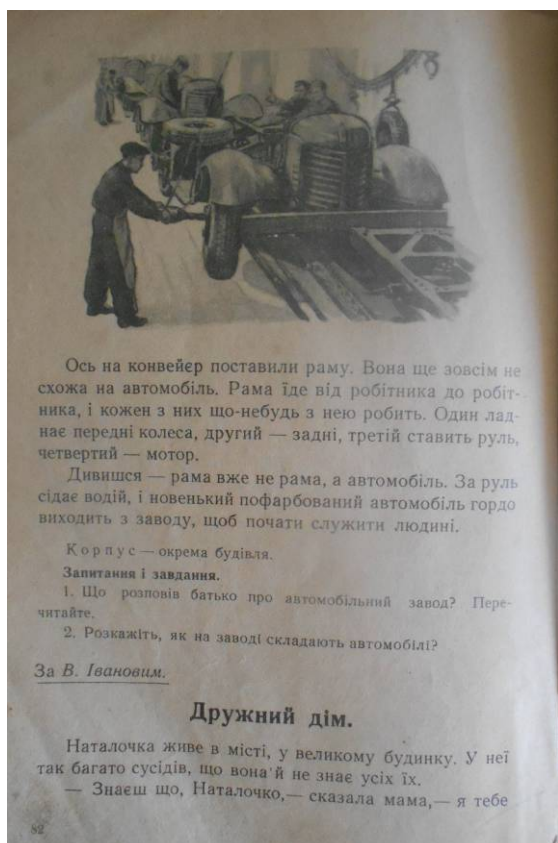 Ось на конвейєр поставили раму. Вона ще зовсім не
схожа на автомобіль. Рама їде від робітника до робіт-
ника, і кожен з них що-небудь з нею робить. Один лад-
нає передні колеса, другий — задні, третій ставить руль,
четвертий — мотор.
Дивишся — рама вже не рама, а автомобіль. За руль
сідає водій, і новенький пофарбований автомобіль гордо
виходить з заводу, щоб почати служити людині.
Корпус — окрема будівля.
Запитання і завдання.
1. Що розповів батько про автомобільний завод? Пере-
читайте.
2. Розкажіть, як на заводі складають автомобілі?
За В. Івановим.
Дружний дім.
Наталочка живе в місті, у великому будинку. У неї
так багато сусідів, що вона'й не знає усіх їх.
— Знаєш що, Наталочко,— сказала мама,— я тебе
82